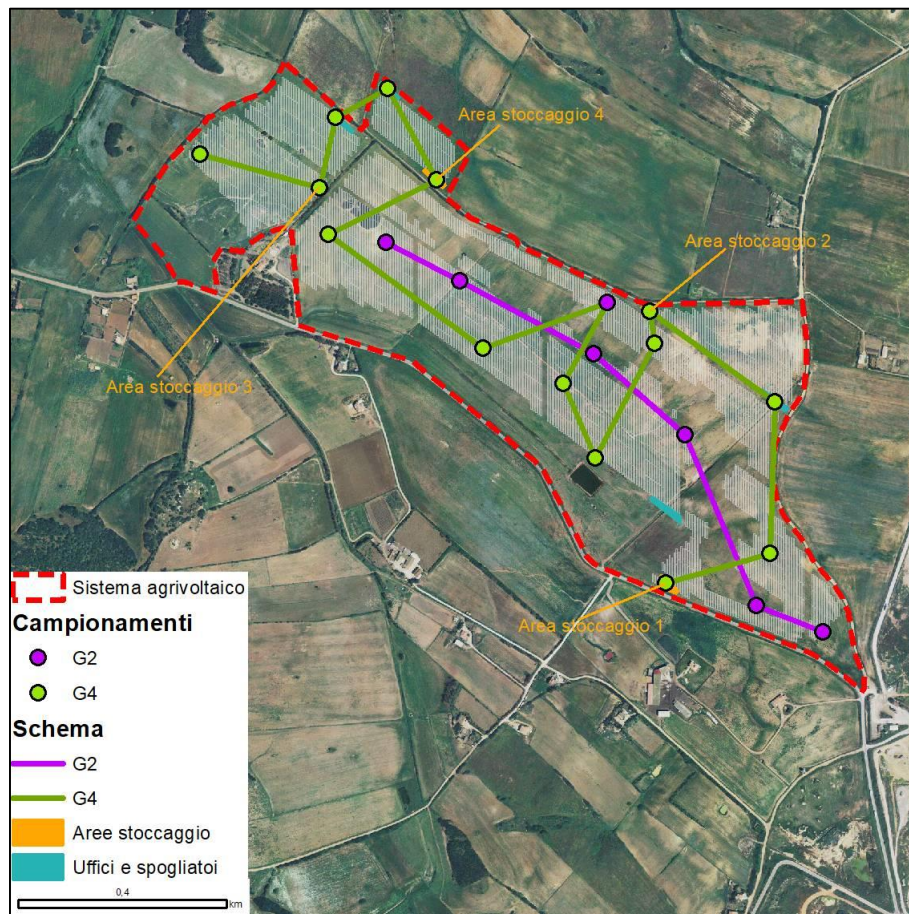 Area stoccaggio 4
Area stoccaggio 2
Area stoccaggio 3
Area stoccaggio 1
Sistema agrivoltaico
Campionamenti
G2
G4
Schema
G2
G4
Aree stoccaggio
Uffici e spogliatoi
0,4
km